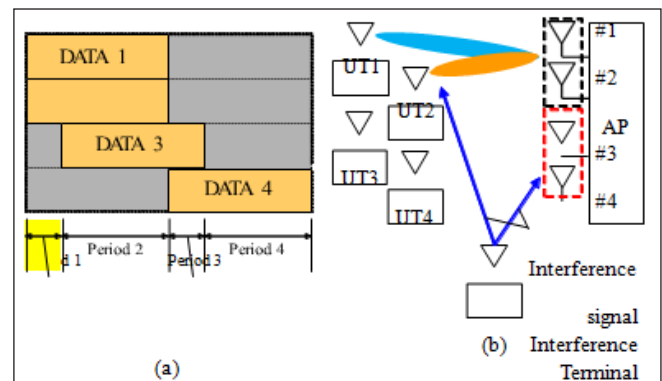 DATA 1
DATA 3
DATA 4
d 1
Period 2
Period 3
Period 4
(a)
UT1
UT2
UT3
UT4
#1
#2
AP
#3
#4
Interference
signal
(b)
Interference
Terminal